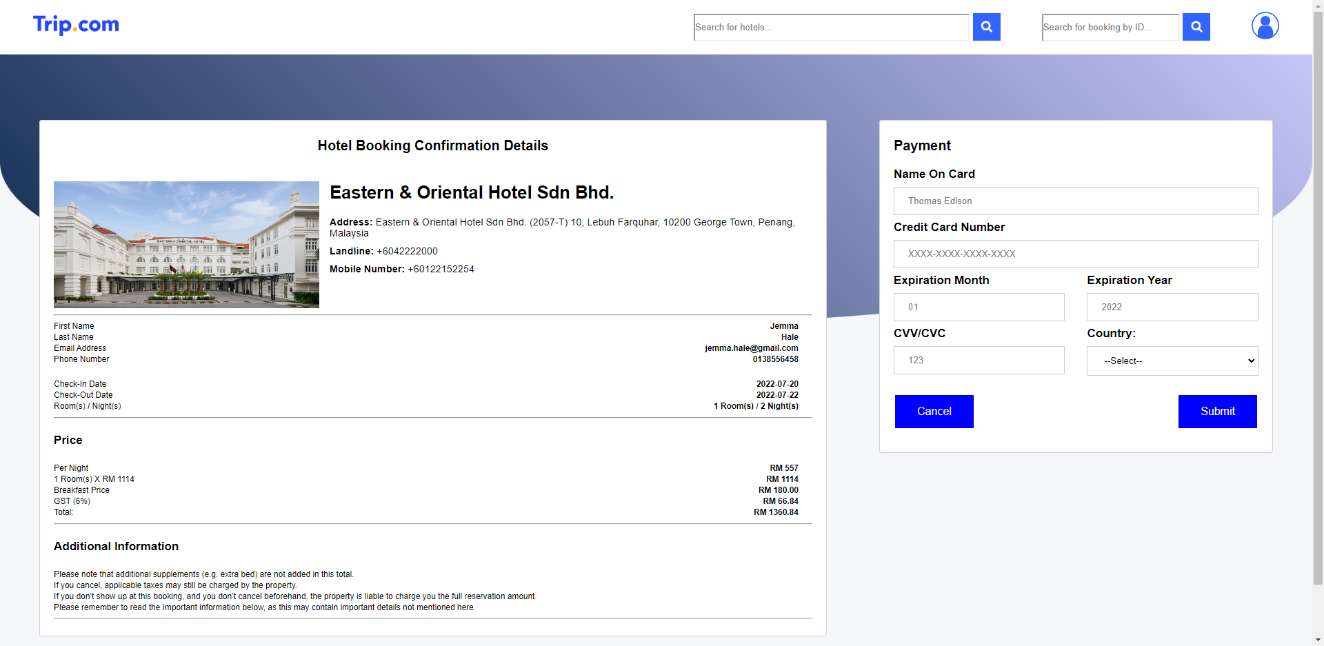 Trip.com
Search for hotels...
Search for booking by ID...
Hotel Booking Confirmation Details
Eastern & Oriental Hotel Sdn Bhd.
Address: Eastern & Oriental Hotel Sdn Bhd. (2057-T) 10, Lebuh Farquhar, 10200 George Town, Penang,
Malaysia
Landline: +6042222000
Mobile Number: +60122152254
First Name Jemma
Last Name Hale
Email Address jemma.hale@gmail.com
Phone Number 0138556458
Check-In Date 2022-07-20
Check-Out Date 2022-07-22
Room(s) / Night(s) 1 Room(s) / 2 Night(s)
Price
Per Night RM 557
1 Room(s) X RM 1114 RM 1114
Breakfast Price RM 180.00
GST (6%) RM 66.84
Total: RM 1360.84
Additional Information
Please note that additional supplements (e.g. extra bed) are not added in this total.
If you cancel, applicable taxes may still be charged by the property.
If you don't show up at this booking, and you don't cancel beforehand, the property is liable to charge you the full reservation amount.
Please remember to read the Important information below, as this may contain important details not mentioned here.
Payment
Name On Card
Thomas Edison
Credit Card Number
XXXX-XXXX-XXXX-XXXX
Expiration Month Expiration Year
01 2022
CVV/CVC Country:
123 --Select--
Cancel Submit